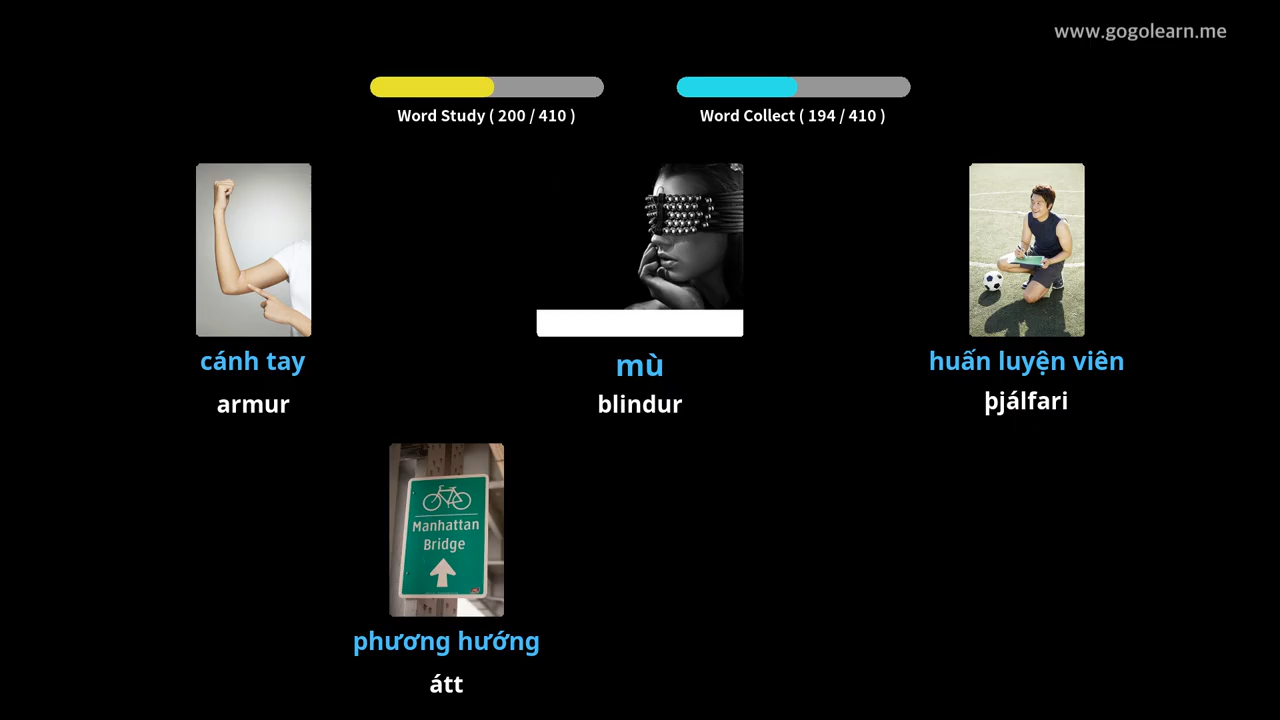 www.gogolearn.me
Word Study ( 200 / 410 )
Word Collect ( 194 / 410 )
cánh tay
mù
huấn luyện viên
armur
blindur
þjálfari
Manhattan
Bridge
phương hướng
átt